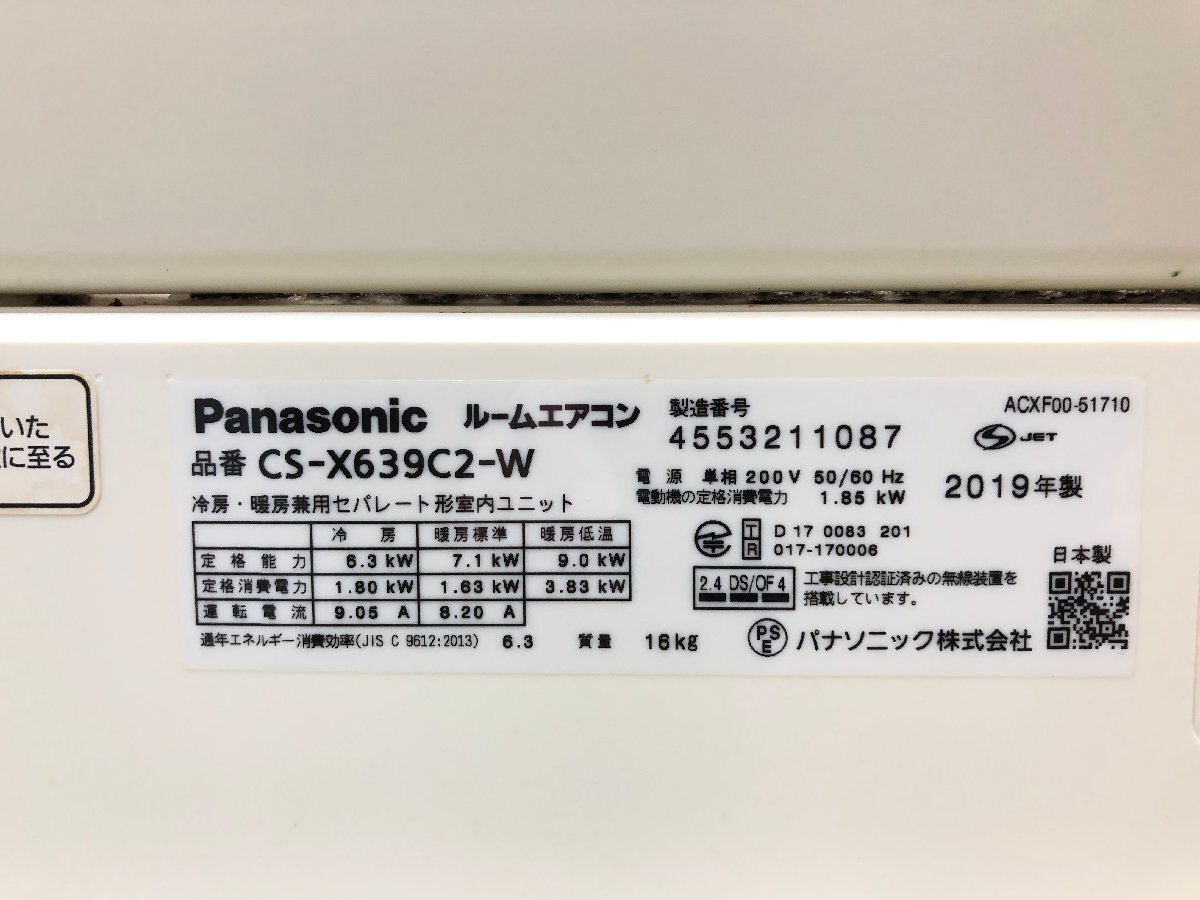 いた
に至る
Panasonic ルームエアコン
品番 CS-X639C2-W
冷房・暖房兼用セパレート形室内ユニット
冷 房 暖房標準 暖房低温
定格能力 6.3 kW 7.1 kW 9.0 kW
定格消費電力 1.80 kW 1.63 kW 3.83 kW
運転電流 9.05 A 8.20 A
通年エネルギー消費効率(JIS C 9612:2013) 6.3 質量 16kg
製造番号
4553211087
電源 単相 200V 50/60 Hz
電動機の定格消費電力 1.85 kW
ACXF00-51710
JET
2019年製
T D 17 0083 201
R 017-170006
2.4 DS/OF 4
工事設計認証済みの無線装置を
搭載しています。
日本製
PS
E
パナソニック株式会社